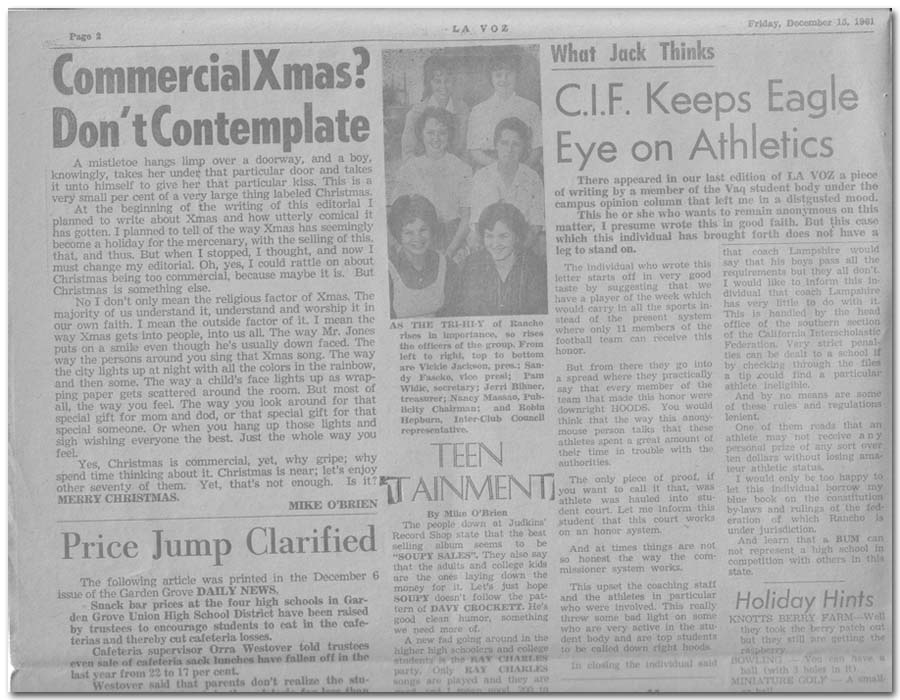 Page 2
LA VOZ
Friday, December 15, 1961
Commercial Xmas?
Don't Contemplate
A mistletoe hangs limp over a doorway, and a boy,
knowingly, takes her under that particular door and takes
it unto himself to give her that particular kiss. This is a
very small per cent of a very large thing labeled Christmas.
At the beginning of the writing of this editorial I
planned to write about Xmas and how utterly comical it
has gotten. I planned to tell of the way Xmas has seemingly
become a holiday for the mercenary, with the selling of this,
that, and thus. But when I stopped, I thought, and now I
must change my editorial. Oh, yes, I could rattle on about
Christmas being too commercial, because maybe it is. But
Christmas is something else.
No I don't only mean the religious factor of Xmas. The
majority of us understand it, understand and worship it in
our own faith. I mean the outside factor of it. I mean the
way Xmas gets into people, into us all. The way Mr. Jones
puts on a smile even though he's usually down faced. The
way the persons around you sing that Xmas song. The way
the city lights up at night with all the colors in the rainbow,
and then some. The way a child's face lights up as wrap-
ping paper gets scattered around the room. But most of
all, the way you feel. The way you look around for that
special gift for mom and dod, or that special gift for that
special someone. Or when you hang up those lights and
sigh wishing everyone the best. Just the whole way you
feel.
Yes, Christmas is commercial, yet, why gripe; why
spend time thinking about it. Christmas is near; let's enjoy
other seventy of them. Yet, that's not enough. Is it?
MERRY CHRISTMAS.
MIKE O'BRIEN
Price Jump Clarified
The following article was printed in the December 6
issue of the Garden Grove DAILY NEWS.
Snack bar prices at the four high schools in Gar-
den Grove Union High School District have been raised
by trustees to encourage students to eat in the cafe-
terias and thereby cut cafeteria losses.
Cafeteria supervisor Orra Westover told trustees
even sale of cafeteria sack lunches have fallen off in the
last year from 22 to 17 per cent.
Westover said that parents don't realize the stu-
AS THE TRI-HI-Y of Rancho
rises in importance, so rises
the officers of the group. From
left to right, top to bottom
are Vickie Jackson, pres.; San-
dy Fascko, vice presi; Pam
Widic, secretary; Jerri Bihner,
treasurer; Nancy Massao, Pub-
licity Chairman; and Robin
Hepburn, Inter-Club Council
representative.
TEEN
'TTAINMENT
By Mike O'Brien
The people down at Judkins'
Record Shop state that the best
selling album seems to be
"SOUPY SALES". They also say
that the adults and college kids
are the ones laying down the
money for it. Let's just hope
SOUPY doesn't follow the pat-
tern of DAVY CROCKETT. He's
good clean humor, something
we need more of.
A new fad going around in the
higher high schoolers and college
students is the RAY CHARLES
party. Only RAY CHARLES
songs are played and they are
What Jack Thinks
C.I.F. Keeps Eagle
Eye on Athletics
There appeared in our last edition of LA VOZ a piece
of writing by a member of the Vaq student body under the
campus opinion column that left me in a distgusted mood.
This he or she who wants to remain anonymous on this
matter, I presume wrote this in good faith. But this case
which this individual has brought forth does not have a
leg to stand on.
The individual who wrote this
letter starts off in very good
taste by suggesting that we
have a player of the week which
would carry in all the sports in-
stead of the present system
where only 11 members of the
football team can receive this
honor.
But from there they go into
a spread where they practically
say that every member of the
team that made this honor were
downright HOODS. You would
think that the way this anony-
mouse person talks that these
athletes spent a great amount of
their time in trouble with the
authorities.
The only piece of proof, if
you want to call it that, was
athlete was hauled into stu-
dent court. Let me inform this
student that this court works
on an honor system.
And at times things are not
so honest the way the com-
missioner system works.
This upset the coaching staff
and the athletes in particular
who were involved. This really
threw some bad light on some
who are very active in the stu-
dent body and are top students
to be called down right hoods.
In closing the individual said
that coach Lampshire would
say that his boys pass all the
requirements but they all don't.
I would like to inform this in-
dividual that coach Lampshire
has very little to do with it.
This is handled by the head
office of the southern section
of the California Interscholastic
Federation. Very strict penal-
ties can be dealt to a school if
by checking through the files
a tip could find a particular
athlete ineligible.
And by no means are some
of these rules and regulations
lenient.
One of them roads that an
athlete may not receive any
personal prize of any sort over
ten dollars without losing ama-
teur athletic status.
I would only be too happy to
let this individual borrow my
blue book on the constitution
by-laws and rulings of the fed-
eration of which Rancho is
under jurisdiction.
And learn that a BUM can
not represent a high school in
competition with others in this
state.
Holiday Hints
KNOTTS BERRY FARM—Well
they took the berry patch out
but they still are getting the
raspberry.
BOWLING — You can have a
ball (with 3 holes in it).
MINIATURE GOLF — A small-